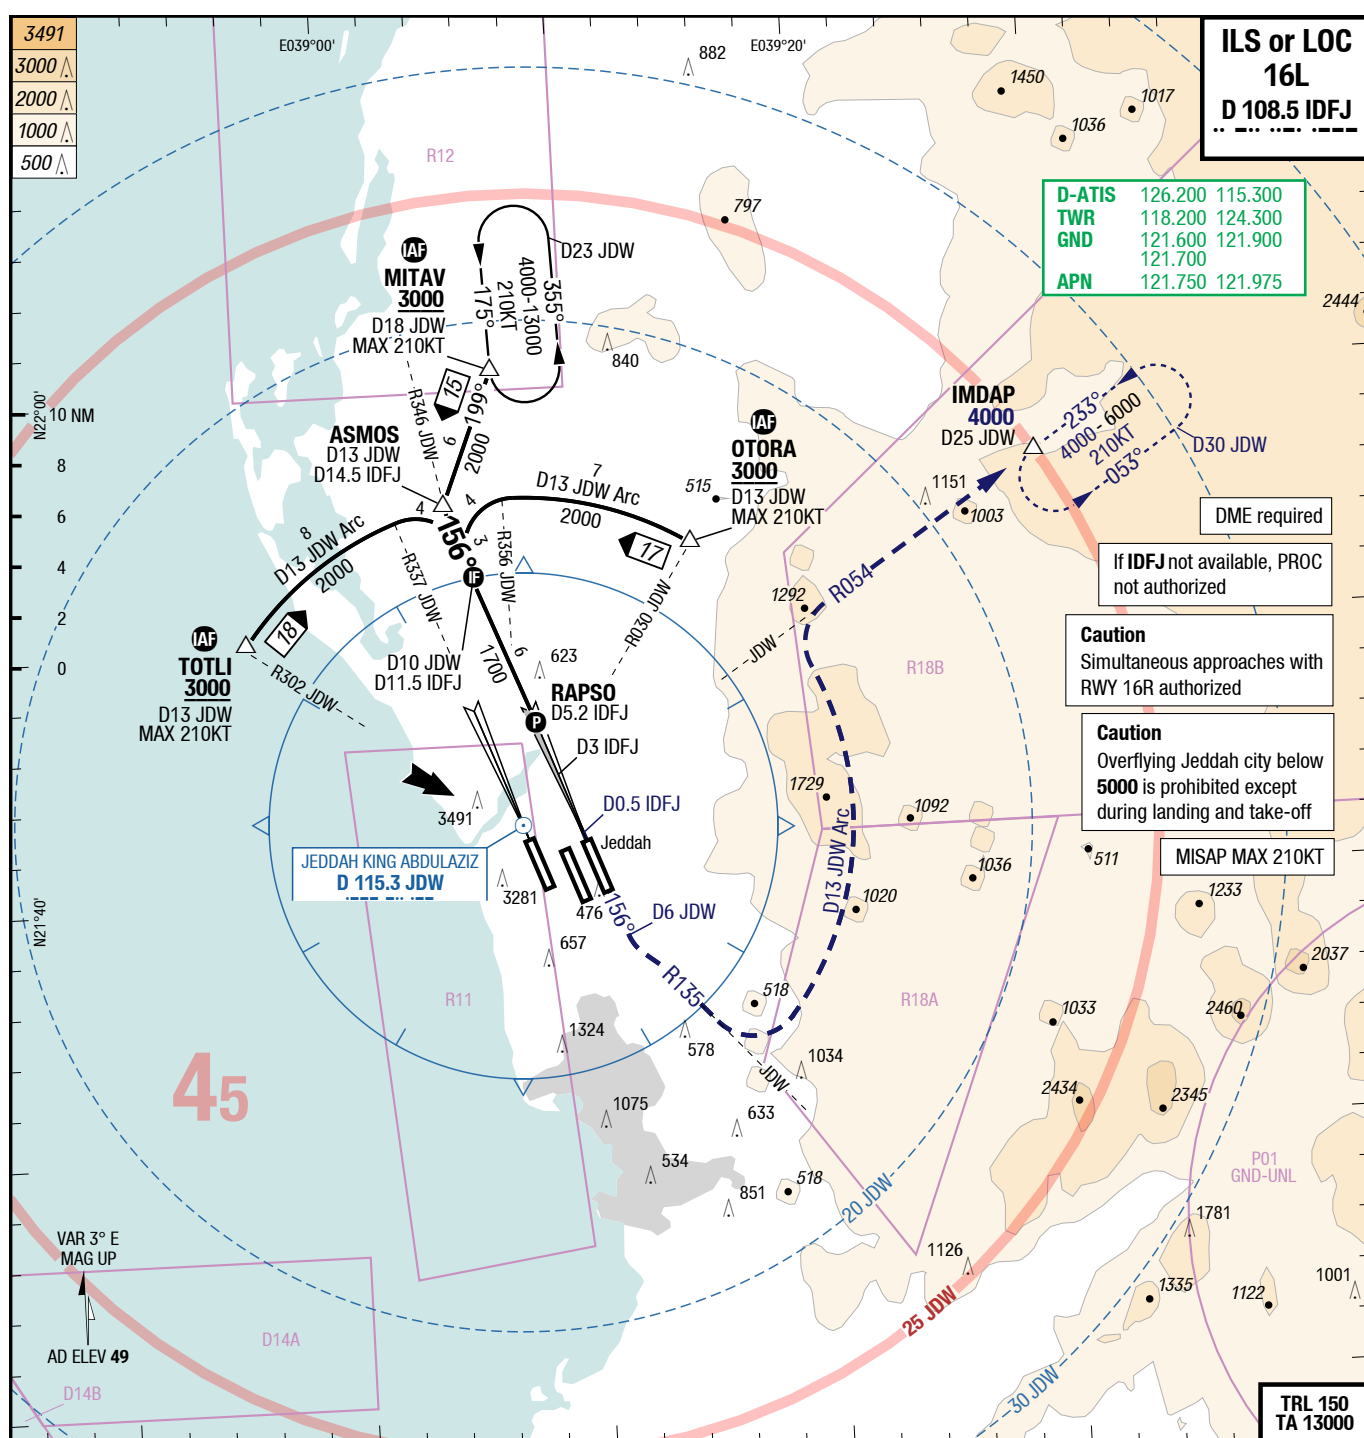 3491
3000
2000
1000
500
E039°00'
E039°20'
882
1450
1017
1036
ILS or LOC
16L
D 108.5 IDFJ
R12
D-ATIS 126.200 115.300
TWR 118.200 124.300
GND 121.600 121.900
121.700
APN 121.750 121.975
797
IAF
MITAV
3000
D18 JDW
MAX 210KT
D23 JDW
175°
4000-13000
210KT
355°
2444
840
15
199°
R346 JDW
6
2000
N22°00'
10 NM
8
6
4
2
0
ASMOS
D13 JDW
D14.5 IDFJ
IAF
OTORA
3000
D13 JDW
MAX 210KT
515
IMDAP
4000
D25 JDW
233°
4000-6000
210KT
053°
D30 JDW
1151
1003
DME required
If IDFJ not available, PROC
not authorized
Caution
Simultaneous approaches with
RWY 16R authorized
Caution
Overflying Jeddah city below
5000 is prohibited except
during landing and take-off
MISAP MAX 210KT
7
D13 JDW Arc
2000
4
4
3
156°
8
D13 JDW Arc
2000
R337 JDW
R356 JDW
17
R030 JDW
18
IF
IAF
TOTLI
3000
D13 JDW
MAX 210KT
R302 JDW
D10 JDW
D11.5 IDFJ
1700
6
623
RAPSO
D5.2 IDFJ
P
D3 IDFJ
1292
R054
JDW
R18B
3491
D0.5 IDFJ
Jeddah
1729
1092
1036
511
JEDDAH KING ABDULAZIZ
D 115.3 JDW
3281
476
156°
D6 JDW
D13 JDW Arc
1020
1233
N21°40'
657
R135
R11
518
R18A
1033
2460
2037
1324
578
JDW
1034
45
2434
2345
1075
633
534
518
851
P01
GND-UNL
20 JDW
1781
VAR 3° E
MAG UP
1126
25 JDW
1335
1122
1001
AD ELEV 49
D14A
D14B
30 JDW
TRL 150
TA 13000